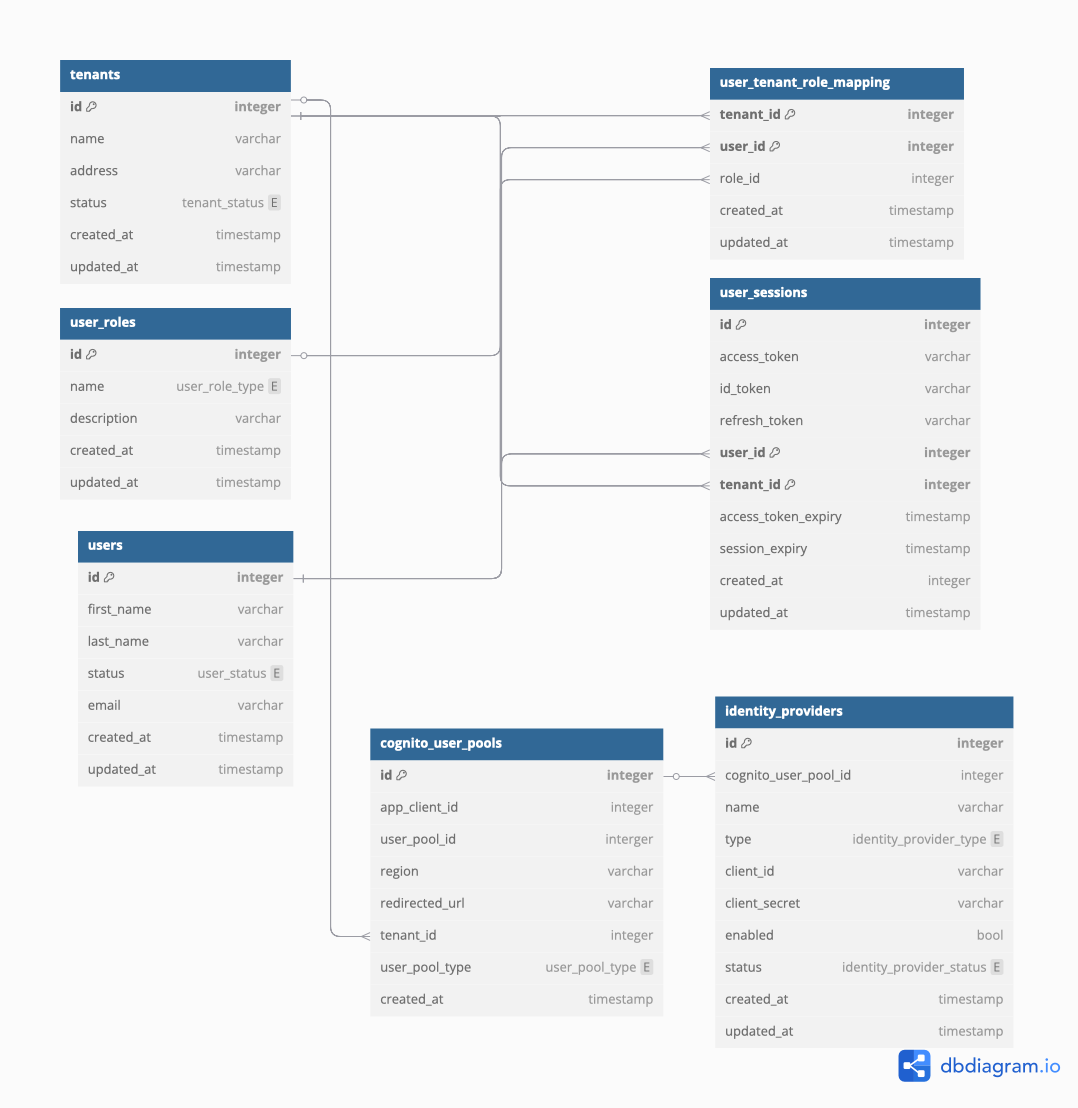 tenants
id integer
name varchar
address varchar
status tenant_status E
created_at timestamp
updated_at timestamp
user_roles
id integer
name user_role_type E
description varchar
created_at timestamp
updated_at timestamp
users
id integer
first_name varchar
last_name varchar
status user_status E
email varchar
created_at timestamp
updated_at timestamp
user_tenant_role_mapping
tenant_id integer
user_id integer
role_id integer
created_at timestamp
updated_at timestamp
user_sessions
id integer
access_token varchar
id_token varchar
refresh_token varchar
user_id integer
tenant_id integer
access_token_expiry timestamp
session_expiry timestamp
created_at integer
updated_at timestamp
cognito_user_pools
id integer
app_client_id integer
user_pool_id interger
region varchar
redirected_url varchar
tenant_id integer
user_pool_type user_pool_type E
created_at timestamp
identity_providers
id integer
cognito_user_pool_id integer
name varchar
type identity_provider_type E
client_id varchar
client_secret varchar
enabled bool
status identity_provider_status E
created_at timestamp
updated_at timestamp
dbdiagram.io